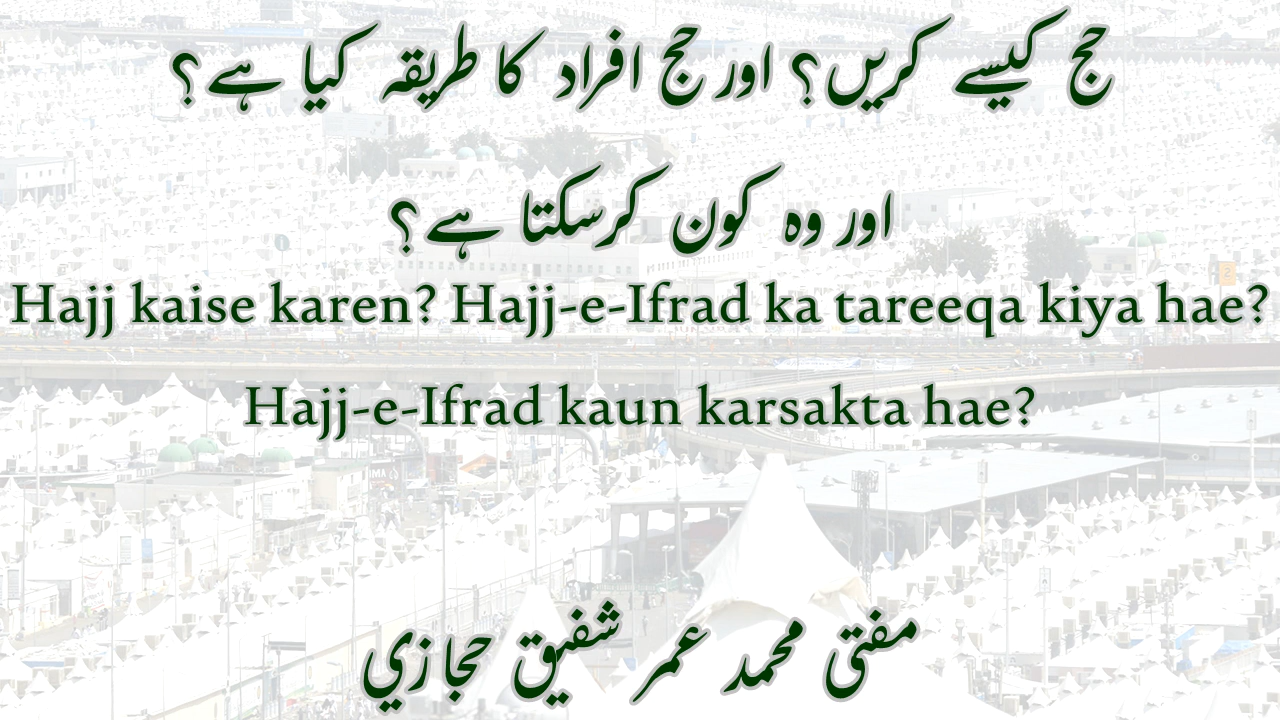 حج کیسے کریں؟ اور حج افراد کا طریقہ کیا ہے؟
اور وہ کون کرسکتا ہے؟
Hajj kaise karen? Hajj-e-Ifrad ka tareeqa kiya hae?
Hajj-e-Ifrad kaun karsakta hae?
2
مفتی محمد عمر شفیق حجازي